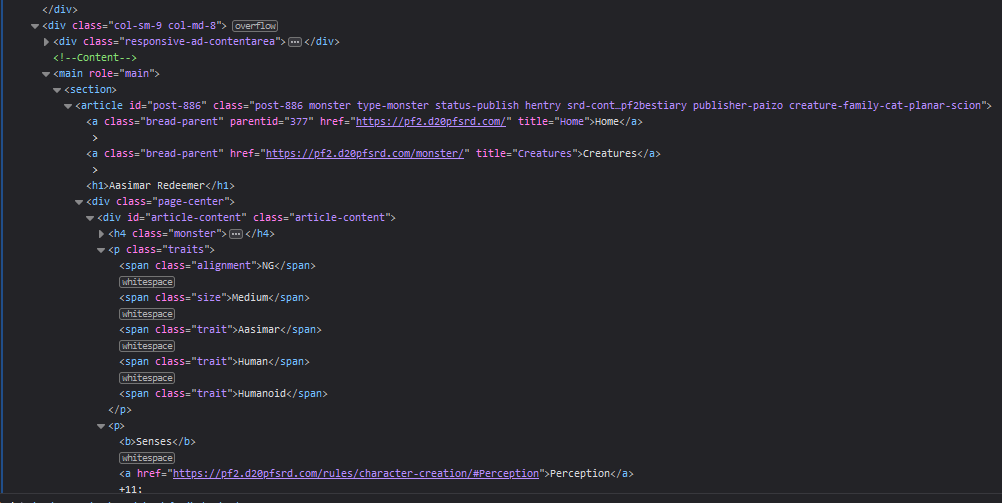 </div>
<div class="col-sm-9 col-md-8"> overflow
<div class="responsive-ad-contentarea"> ••• </div>
<!--Content-->
<main role="main">
<section>
<article id="post-886" class="post-886 monster type-monster status-publish hentry srd-cont…pf2bestiary publisher-paizo creature-family-cat-planar-scion">
<a class="bread-parent" parentid="377" href="https://pf2.d20pfsrd.com/" title="Home">Home</a>
>
<a class="bread-parent" href="https://pf2.d20pfsrd.com/monster/" title="Creatures">Creatures</a>
>
<h1>Aasimar Redeemer</h1>
<div class="page-center">
<div id="article-content" class="article-content">
<h4 class="monster"> ••• </h4>
<p class="traits">
<span class="alignment">NG</span>
whitespace
<span class="size">Medium</span>
whitespace
<span class="trait">Aasimar</span>
whitespace
<span class="trait">Human</span>
whitespace
<span class="trait">Humanoid</span>
</p>
<p>
<b>Senses</b>
whitespace
<a href="https://pf2.d20pfsrd.com/rules/character-creation/#Perception">Perception</a>
+11;